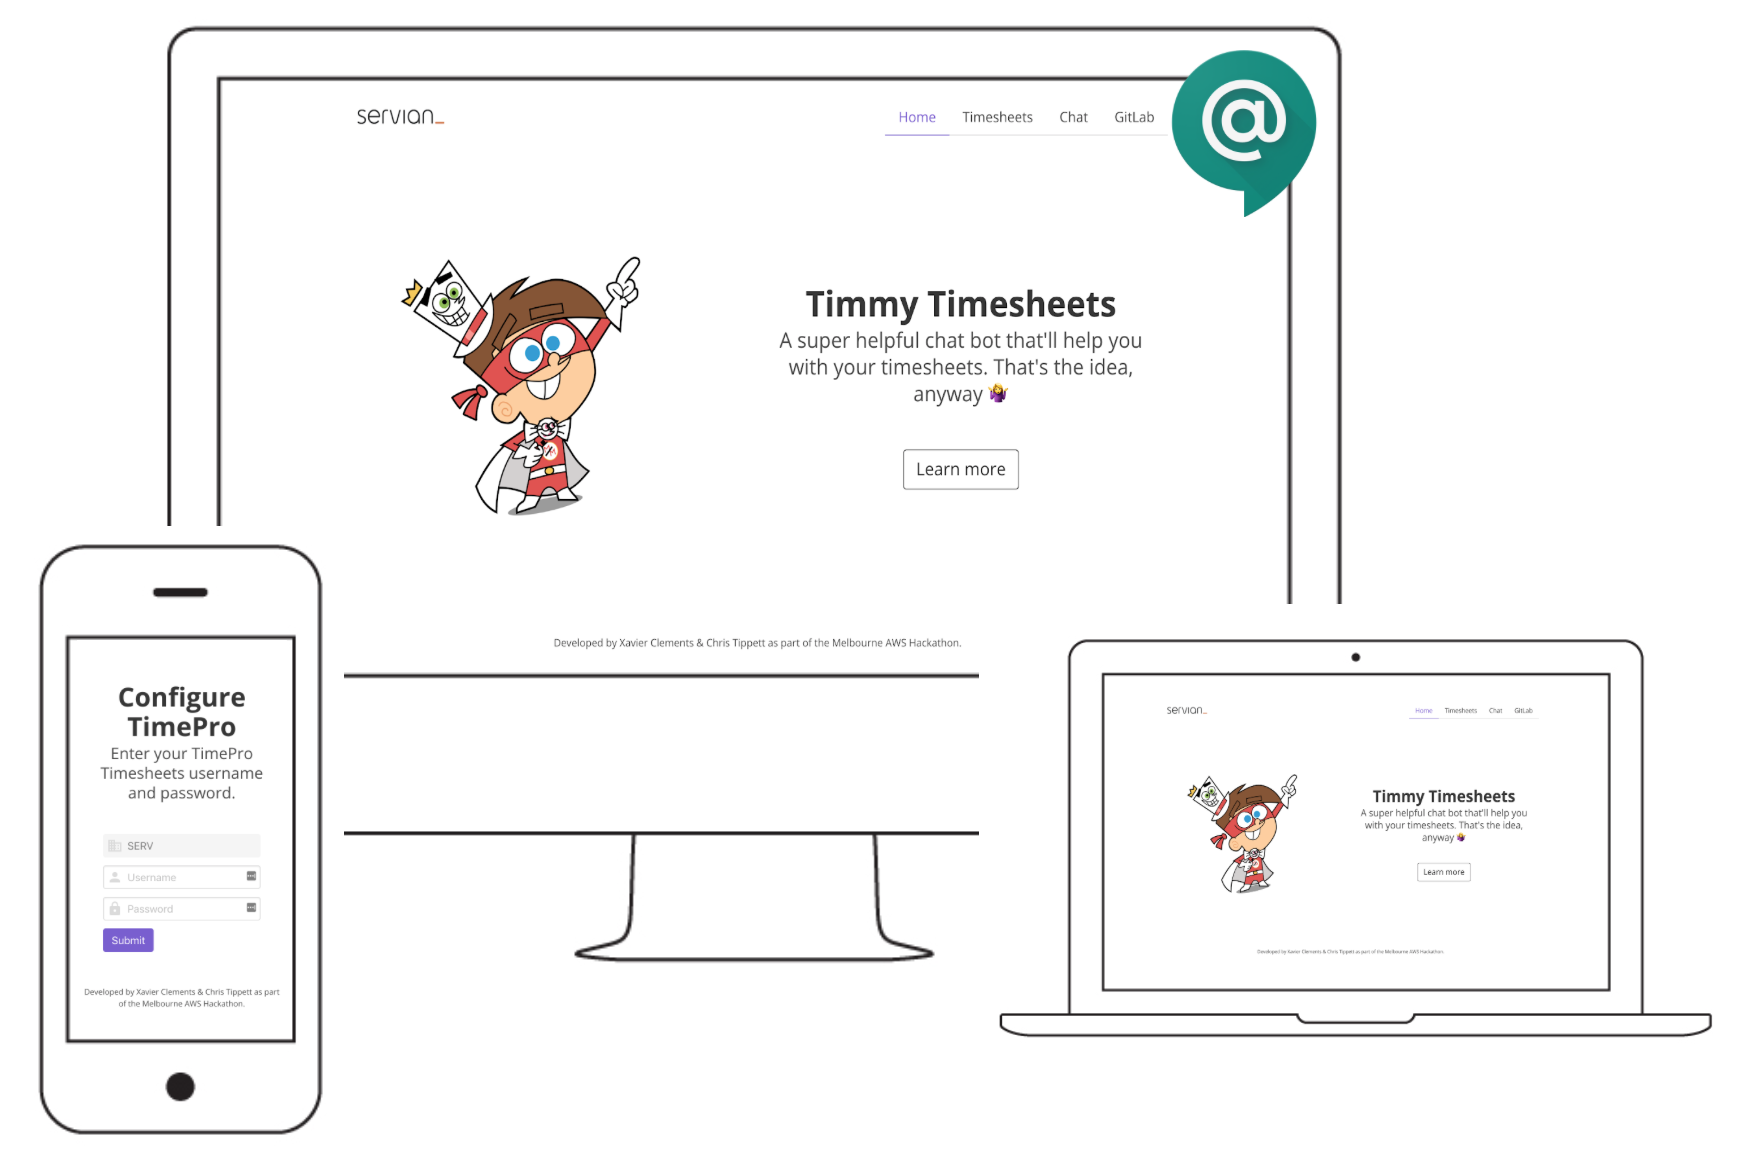 servian_
Home Timesheets Chat GitLab
@
Timmy Timesheets
A super helpful chat bot that'll help you
with your timesheets. That's the idea,
anyway 🤷‍♀️
Learn more
Developed by Xavier Clements & Chris Tippett as part of the Melbourne AWS Hackathon.
Configure
TimePro
Enter your TimePro
Timesheets username
and password.
SERV
Username
Password
Submit
Developed by Xavier Clements & Chris Tippett as part
of the Melbourne AWS Hackathon.
servian_
Home Timesheets Chat GitLab
Timmy Timesheets
A super helpful chat bot that'll help you
with your timesheets. That's the idea,
anyway 🤷‍♀️
Learn more
Developed by Xavier Clements & Chris Tippett as part of the Melbourne AWS Hackathon.